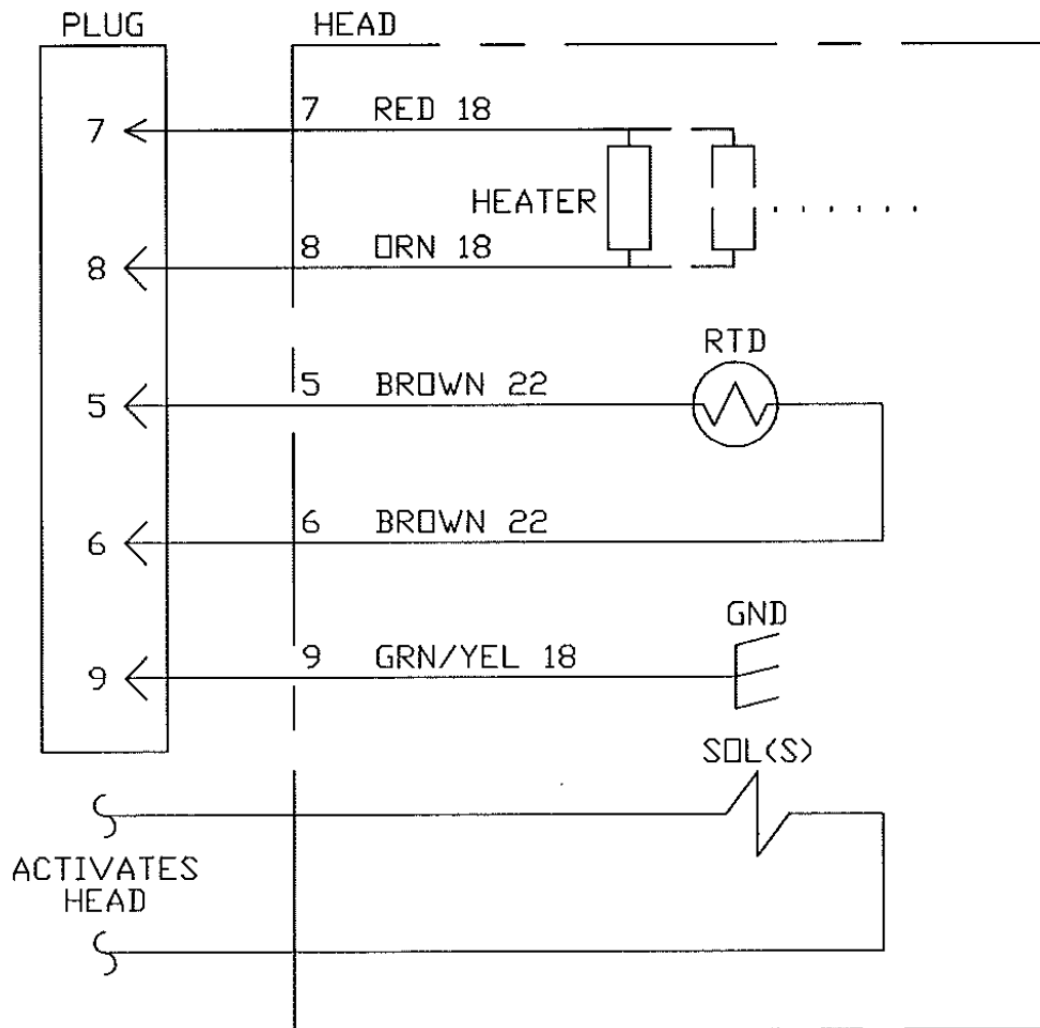 PLUG HEAD
7 7 RED 18
HEATER
8 8 ORN 18
RTD
5 5 BROWN 22
6 6 BROWN 22
GND
9 9 GRN/YEL 18
SOL(S)
ACTIVATES
HEAD